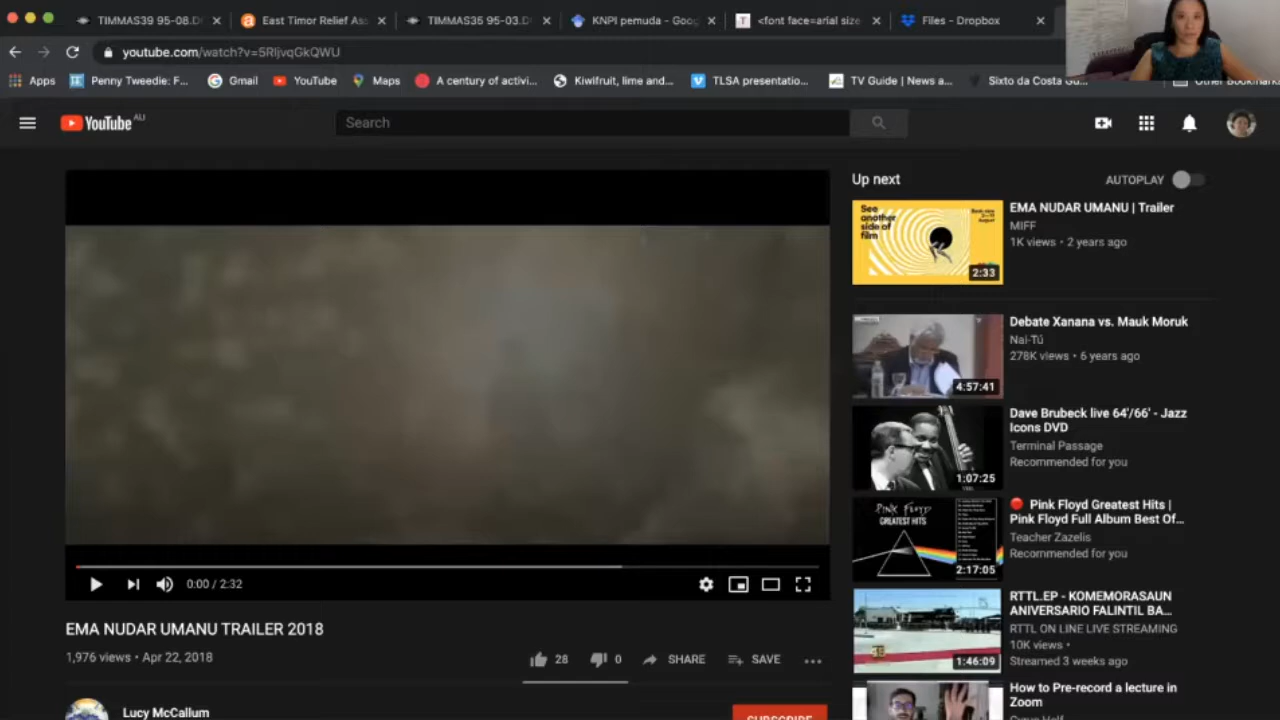 TIMMAS39 95-08.D
East Timor Relief Ass
TIMMAS35 95-03.D
KNPI pemuda - Goog
<font face=arial size
Files - Dropbox
youtube.com/watch?v=5RIjvqGkQWU
Apps
Penny Tweedie: F...
Gmail
YouTube
Maps
A century of activi...
Kiwifruit, lime and...
TLSA presentatio...
TV Guide | News a...
Sixto da Costa Gu...
Other Bookmarks
YouTube AU
Search
Up next
AUTOPLAY
See another side of film
2:33
EMA NUDAR UMANU | Trailer
MIFF
1K views • 2 years ago
4:57:41
Debate Xanana vs. Mauk Moruk
Nai-Tú
278K views • 6 years ago
1:07:25
Dave Brubeck live 64'/66' - Jazz
Icons DVD
Terminal Passage
Recommended for you
PINK FLOYD
GREATEST HITS
2:17:05
Pink Floyd Greatest Hits |
Pink Floyd Full Album Best Of...
Teacher Zazelis
Recommended for you
1:46:09
RTTL.EP - KOMEMORASAUN
ANIVERSARIO FALINTIL BA...
RTTL ON LINE LIVE STREAMING
10K views •
Streamed 3 weeks ago
How to Pre-record a lecture in
Zoom
0:00 / 2:32
EMA NUDAR UMANU TRAILER 2018
1,976 views • Apr 22, 2018
28
0
SHARE
SAVE
Lucy McCallum
SUBSCRIBE